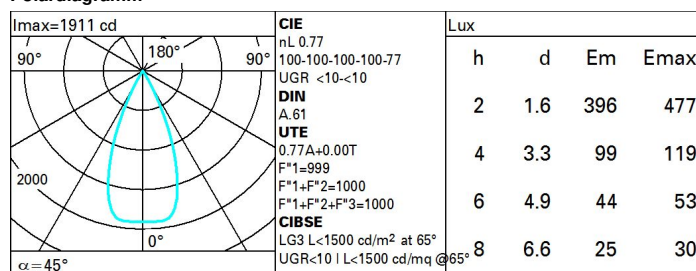 Imax=1911 cd
90°
180°
90°
2000
0°
α=45°
CIE
nL 0.77
100-100-100-100-77
UGR <10-<10
DIN
A.61
UTE
0.77A+0.00T
F"1=999
F"1+F"2=1000
F"1+F"2+F"3=1000
CIBSE
LG3 L<1500 cd/m² at 65°
UGR<10 | L<1500 cd/mq @65°
Lux
h d Em Emax
2 1.6 396 477
4 3.3 99 119
6 4.9 44 53
8 6.6 25 30